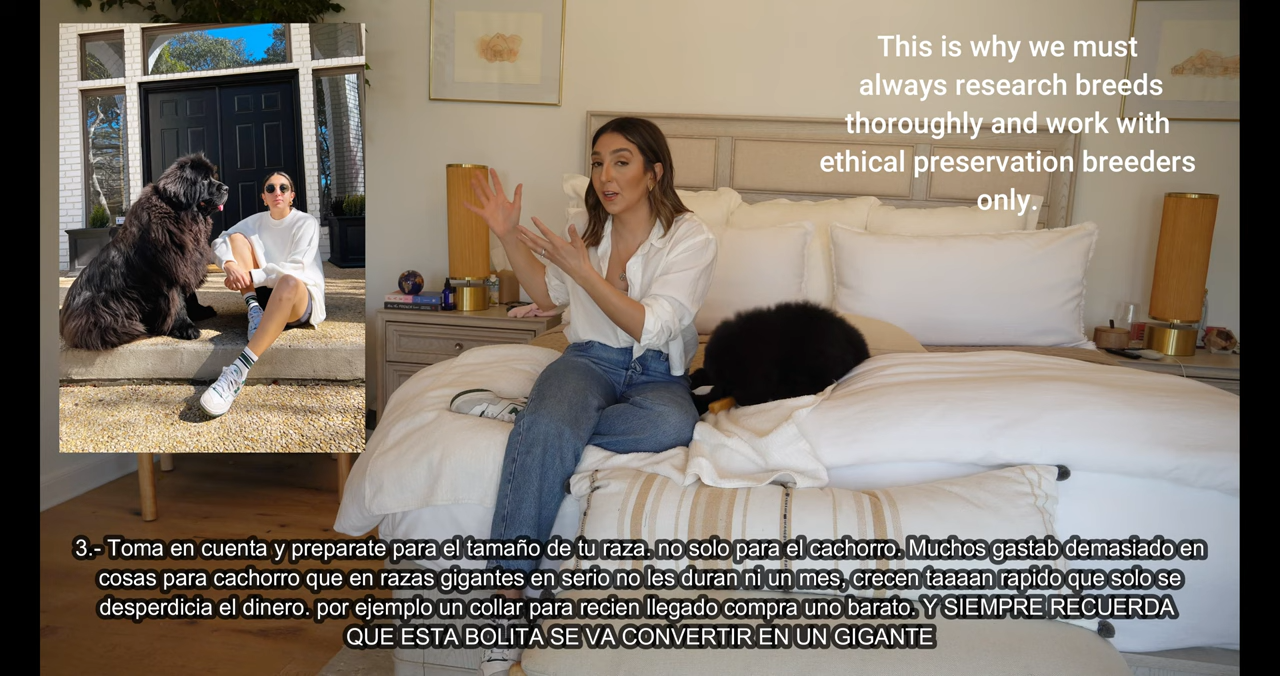 This is why we must
always research breeds
thoroughly and work with
ethical preservation breeders
only.
3.- Toma en cuenta y preparate para el tamaño de tu raza. no solo para el cachorro. Muchos gastab demasiado en
cosas para cachorro que en razas gigantes en serio no les duran ni un mes, crecen taaaan rapido que solo se
desperdicia el dinero. por ejemplo un collar para recien llegado compra uno barato. Y SIEMPRE RECUERDA
QUE ESTA BOLITA SE VA CONVERTIR EN UN GIGANTE